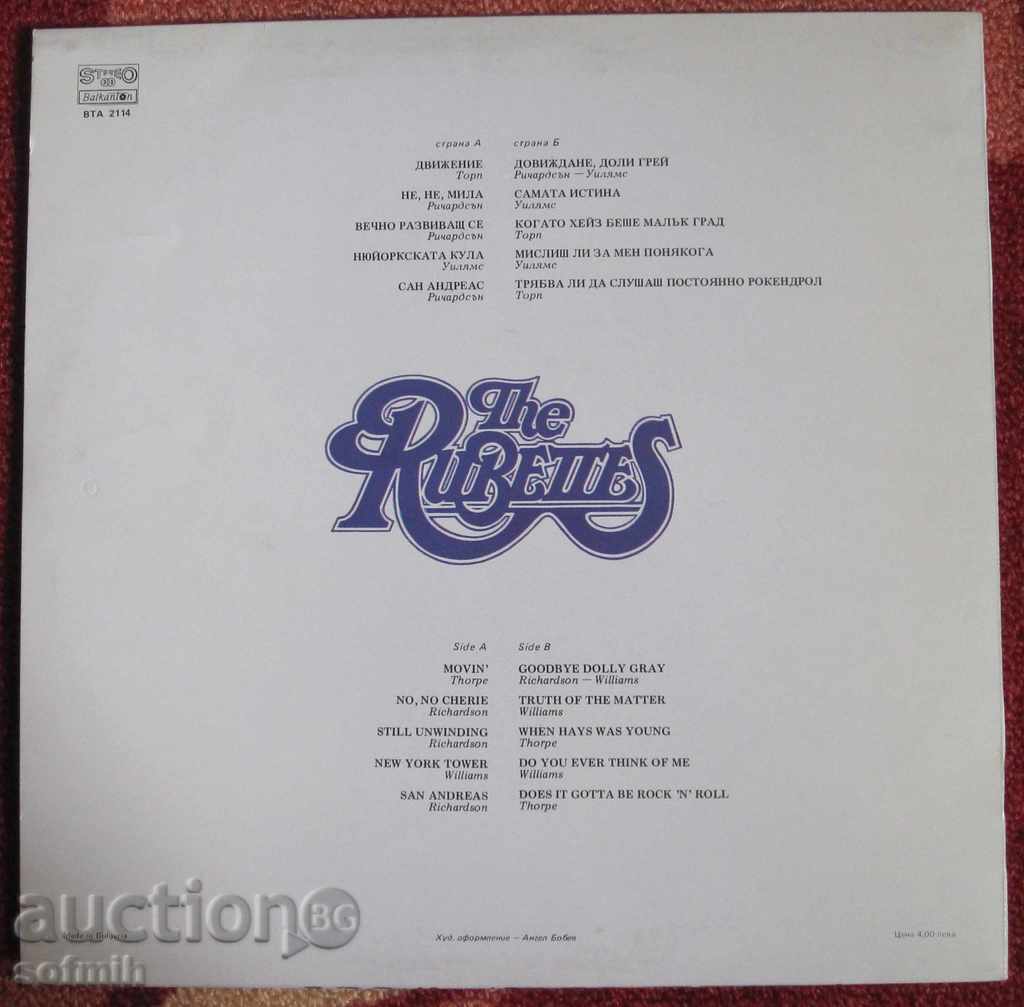 STEREO
Balkanton
BTA 2114
страна А
ДВИЖЕНИЕ
Торп
НЕ, НЕ, МИЛА
Ричардсън
ВЕЧНО РАЗВИВАЩ СЕ
Ричардсън
НЮЙОРКСКАТА КУЛА
Уилямс
САН АНДРЕАС
Ричардсън
страна Б
ДОВИЖДАНЕ, ДОЛИ ГРЕЙ
Ричардсън — Уилямс
САМАТА ИСТИНА
Уилямс
КОГАТО ХЕЙЗ БЕШЕ МАЛЪК ГРАД
Торп
МИСЛИШ ЛИ ЗА МЕН ПОНЯКОГА
Уилямс
ТРЯБВА ЛИ ДА СЛУШАШ ПОСТОЯННО РОКЕНДРОЛ
Торп
The
RUBETTES
Side A
MOVIN'
Thorpe
NO, NO CHERIE
Richardson
STILL UNWINDING
Richardson
NEW YORK TOWER
Williams
SAN ANDREAS
Richardson
Side B
GOODBYE DOLLY GRAY
Richardson — Williams
TRUTH OF THE MATTER
Williams
WHEN HAYS WAS YOUNG
Thorpe
DO YOU EVER THINK OF ME
Williams
DOES IT GOTTA BE ROCK 'N' ROLL
Thorpe
Made in Bulgaria
Худ. оформление — Ангел Бобев
Цена 4,00 лева
auction BG
sofmih